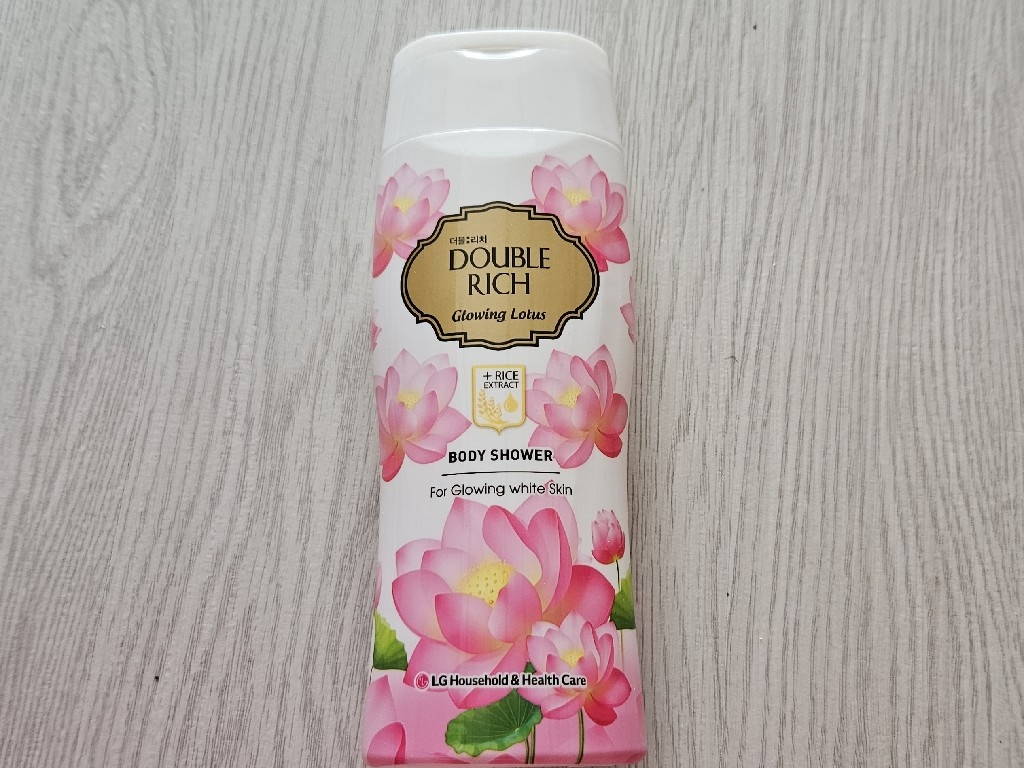 더블:리치
DOUBLE
RICH
Glowing Lotus
+ RICE
EXTRACT
BODY SHOWER
For Glowing white Skin
LG Household & Health Care